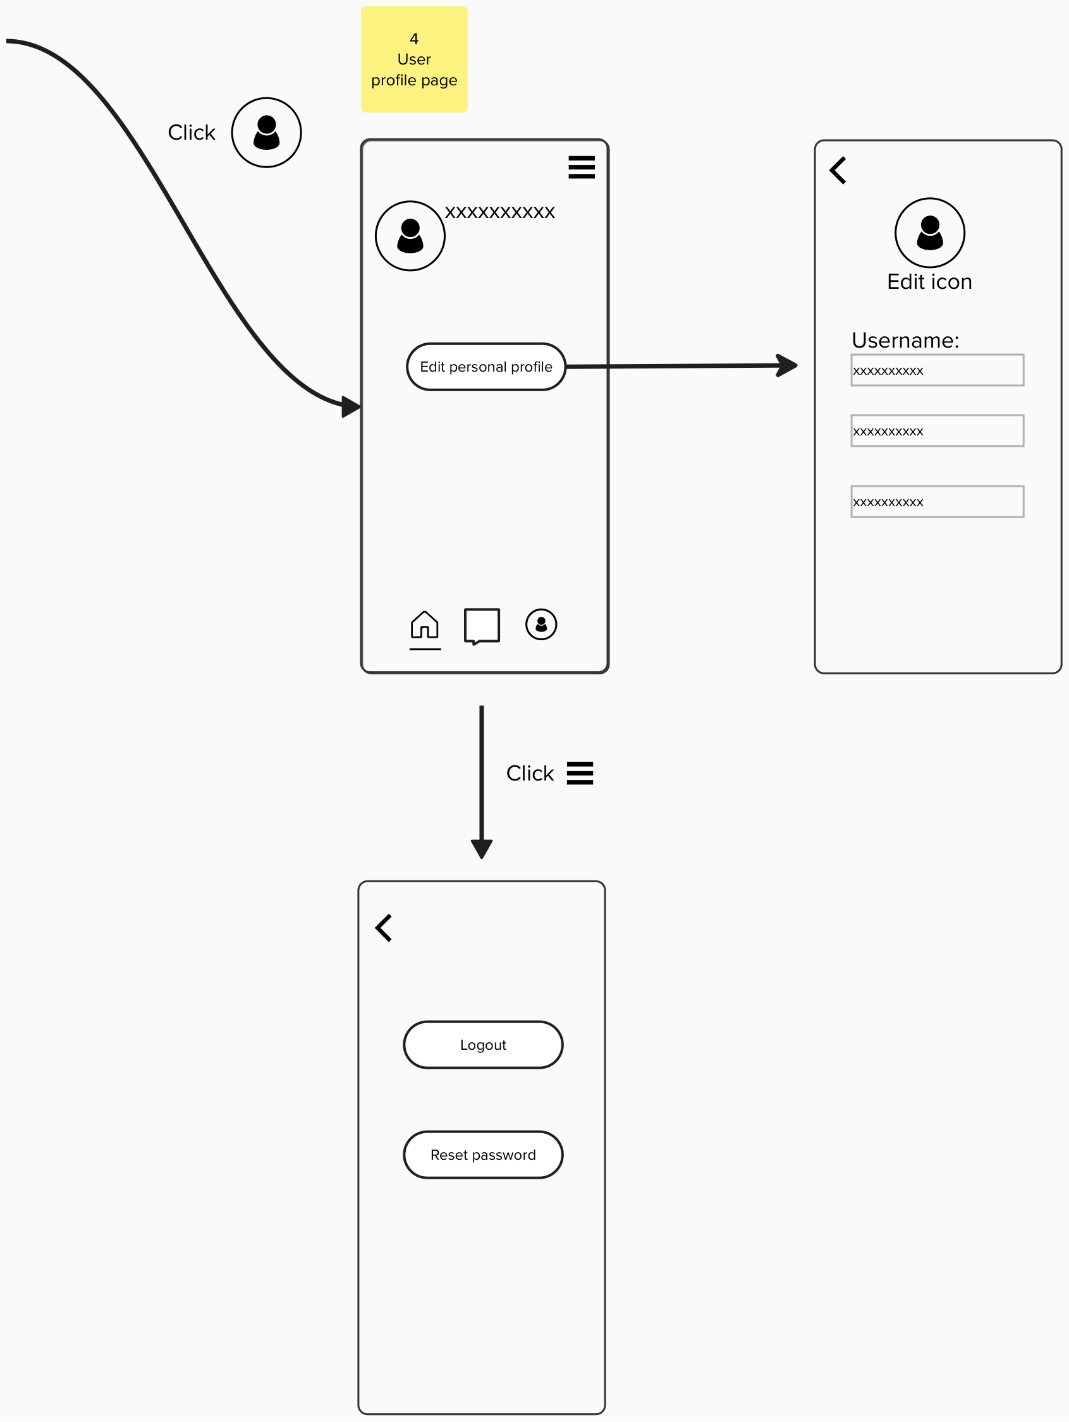 4
User
profile page
Click
xxxxxxxxxx
Edit personal profile
Edit icon
Username:
xxxxxxxxxx
xxxxxxxxxx
xxxxxxxxxx
Click
Logout
Reset password